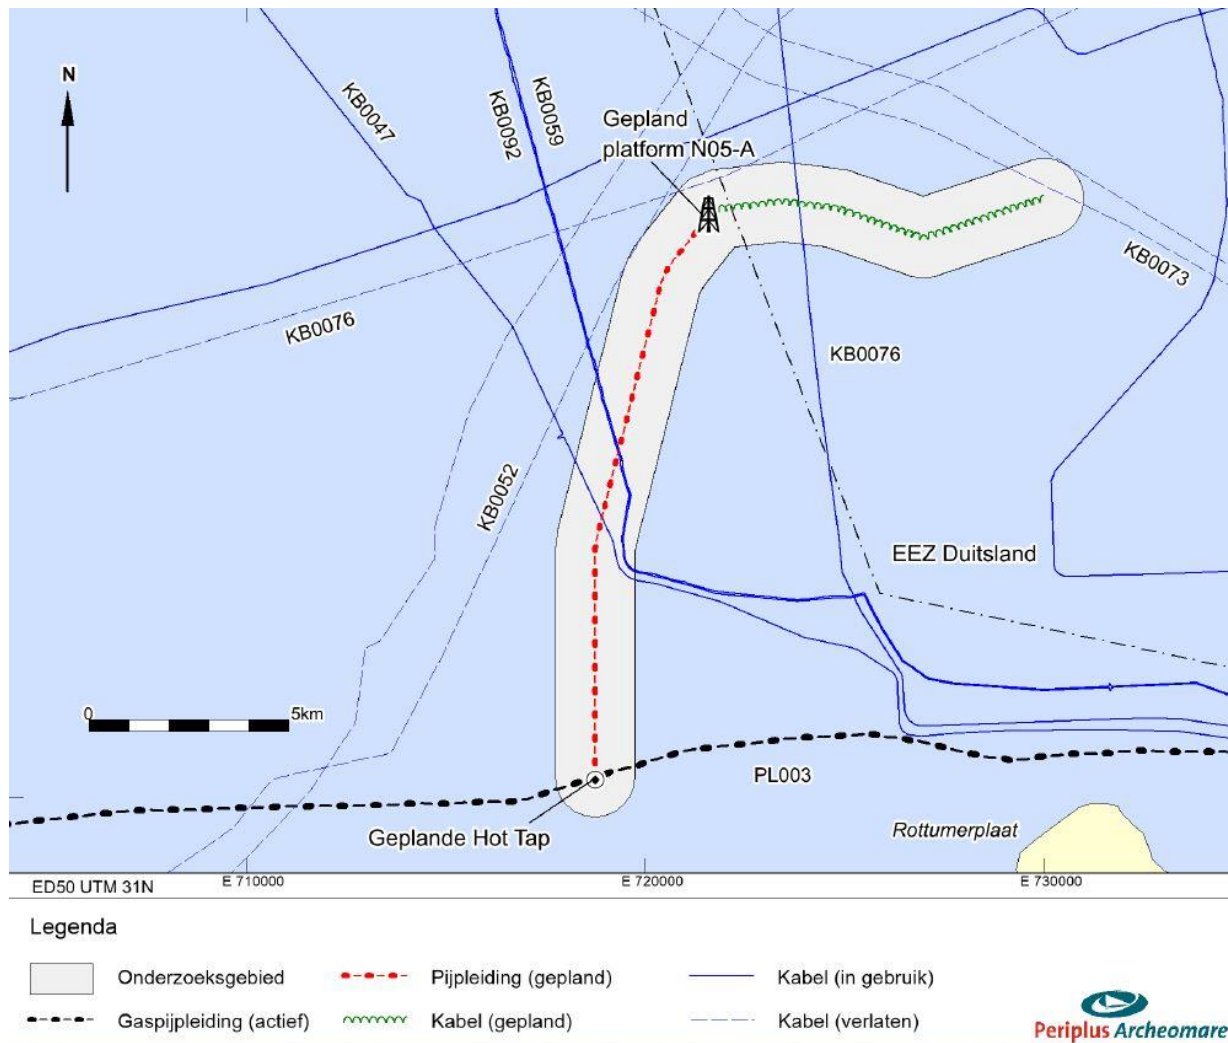 N
KB0047
KB0092
KB0059
Gepland
platform N05-A
KB0076
KB0073
KB0076
KB0052
EEZ Duitsland
0 5km
PL003
Geplande Hot Tap
Rottumerplaat
ED50 UTM 31N E 710000 E 720000 E 730000
Legenda
Onderzoeksgebied Pijpleiding (gepland) Kabel (in gebruik)
Gaspijpleiding (actief) Kabel (gepland) Kabel (verlaten)
Periplus Archeomare